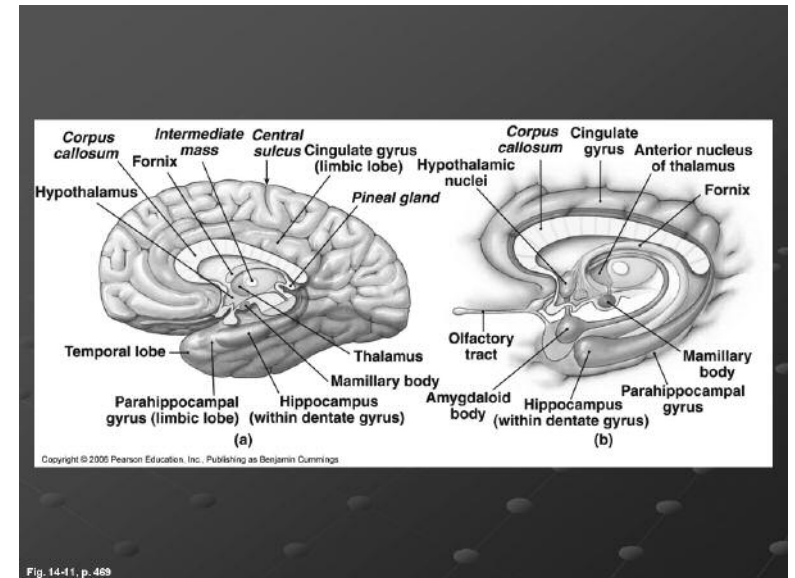 Corpus
callosum
Fornix
Hypothalamus
Intermediate
mass
Central
sulcus
Cingulate gyrus
(limbic lobe)
Pineal gland
Temporal lobe
Parahippocampal
gyrus (limbic lobe)
Hippocampus
(within dentate gyrus)
Mamillary body
Thalamus
(a)
Corpus
callosum
Cingulate
gyrus
Anterior nucleus
of thalamus
Hypothalamic
nuclei
Fornix
Olfactory
tract
Amygdaloid
body
Hippocampus
(within dentate gyrus)
Parahippocampal
gyrus
Mamillary
body
(b)
Copyright © 2006 Pearson Education, Inc., Publishing as Benjamin Cummings
Fig. 14-11, p. 469